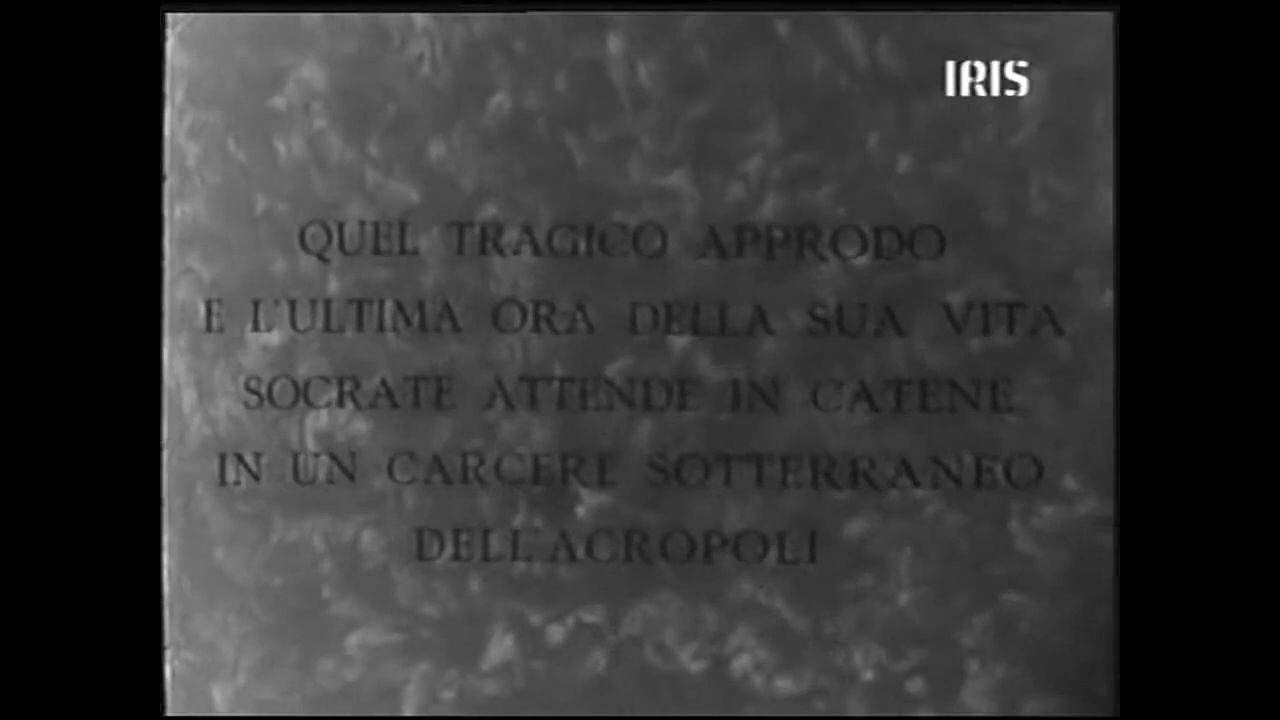 IRIS
QUEL TRAGICO APPRODO
E L'ULTIMA ORA DELLA SUA VITA
SOCRATE ATTENDE IN CATENE
IN UN CARCERE SOTTERRANEO
DELL'ACROPOLI